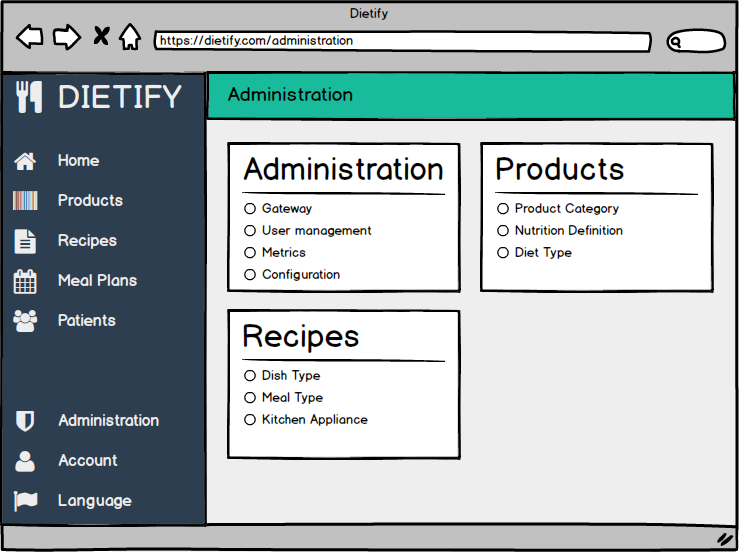 Dietify
https://dietify.com/administration
DIETIFY
Administration
Home
Products
Recipes
Meal Plans
Patients
Administration
Account
Language
Administration
Gateway
User management
Metrics
Configuration
Products
Product Category
Nutrition Definition
Diet Type
Recipes
Dish Type
Meal Type
Kitchen Appliance